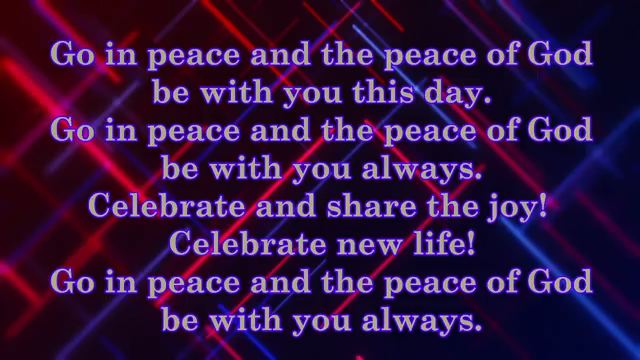 Go in peace and the peace of God
be with you this day.
Go in peace and the peace of God
be with you always.
Celebrate and share the joy!
Celebrate new life!
Go in peace and the peace of God
be with you always.